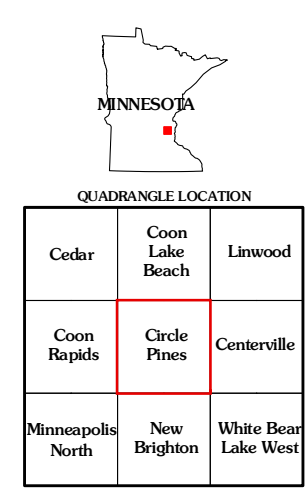 MINNESOTA
QUADRANGLE LOCATION
Cedar
Coon
Lake
Beach
Linwood
Coon
Rapids
Circle
Pines
Centerville
Minneapolis
North
New
Brighton
White Bear
Lake West